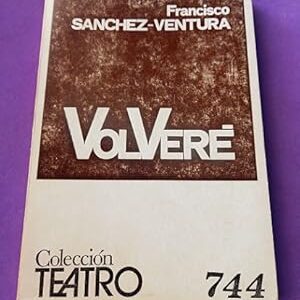 Francisco
SANCHEZ-VENTURA
VOLVERÉ
Colección
TEATRO
744